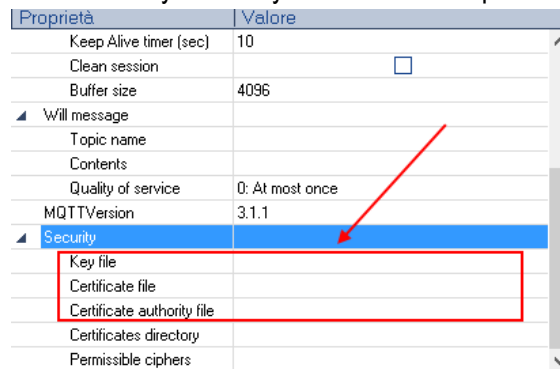 Proprietà Valore
Keep Alive timer (sec) 10
Clean session
Buffer size 4096
Will message
Topic name
Contents
Quality of service 0: At most once
MQTTVersion 3.1.1
Security
Key file
Certificate file
Certificate authority file
Certificates directory
Permissible ciphers